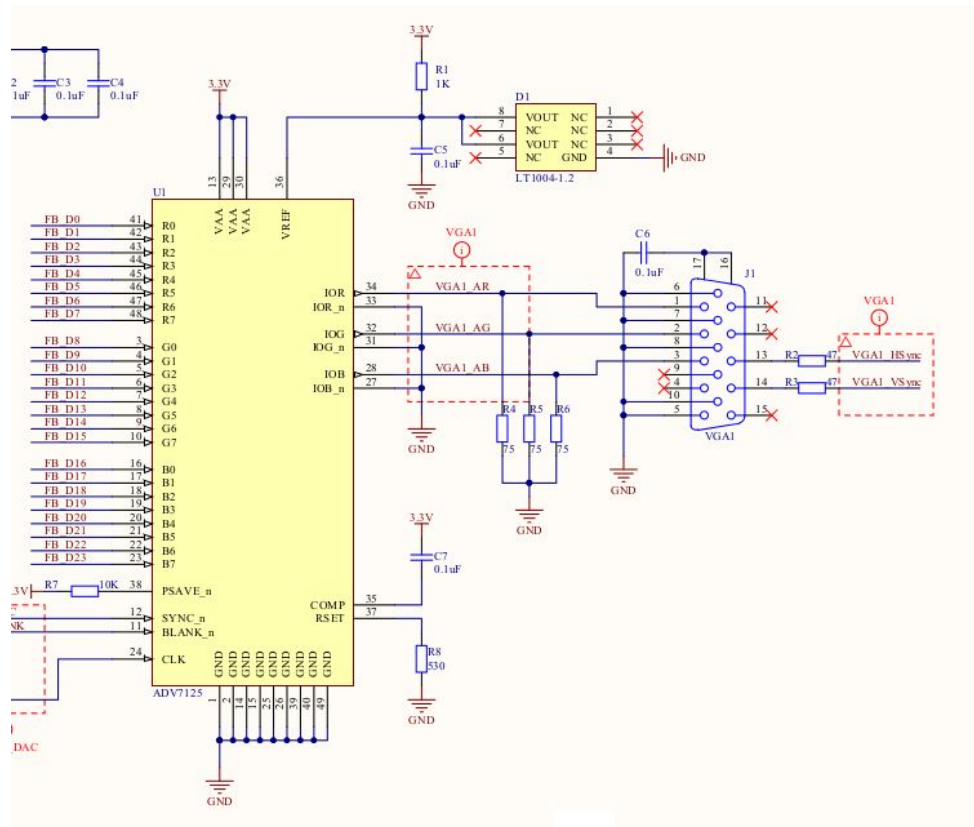 3.3V
R1
1K
C3
0.1uF
C4
0.1uF
2
1uF
3.3V
D1
8 VOUT NC 1
7 NC NC 2
6 VOUT NC 3
5 NC GND 4
GND
LT1004-1.2
C5
0.1uF
GND
13 29 30 36
U1
VAA VAA VAA VREF
FB_D0 41 R0
FB_D1 42 R1
FB_D2 43 R2
FB_D3 44 R3
FB_D4 45 R4
FB_D5 46 R5
FB_D6 47 R6
FB_D7 48 R7
FB_D8 3 G0
FB_D9 4 G1
FB_D10 5 G2
FB_D11 6 G3
FB_D12 7 G4
FB_D13 8 G5
FB_D14 9 G6
FB_D15 10 G7
FB_D16 16 B0
FB_D17 17 B1
FB_D18 18 B2
FB_D19 19 B3
FB_D20 20 B4
FB_D21 21 B5
FB_D22 22 B6
FB_D23 23 B7
3V R7 10K 38 PSAVE_n
12 SYNC_n
NK 11 BLANK_n
24 CLK
_DAC
IOR 34 VGA1_AR
IOR_n 33
IOG 32 VGA1_AG
IOG_n 31
IOB 28 VGA1_AB
IOB_n 27
VGA1
i
GND
R4 R5 R6
75 75 75
GND
3.3V
C7
0.1uF
COMP 35
RSET 37
R8
530
GND
GND GND GND GND GND GND GND GND GND
1 2 14 15 25 26 39 40 49
ADV7125
GND
C6
0.1uF
17 16
J1
6
1 11
7
2 12
8
3 13 R2 47 VGA1_HSync
9
4 14 R3 47 VGA1_VSync
10
5 15
VGA1
GND
VGA1
i